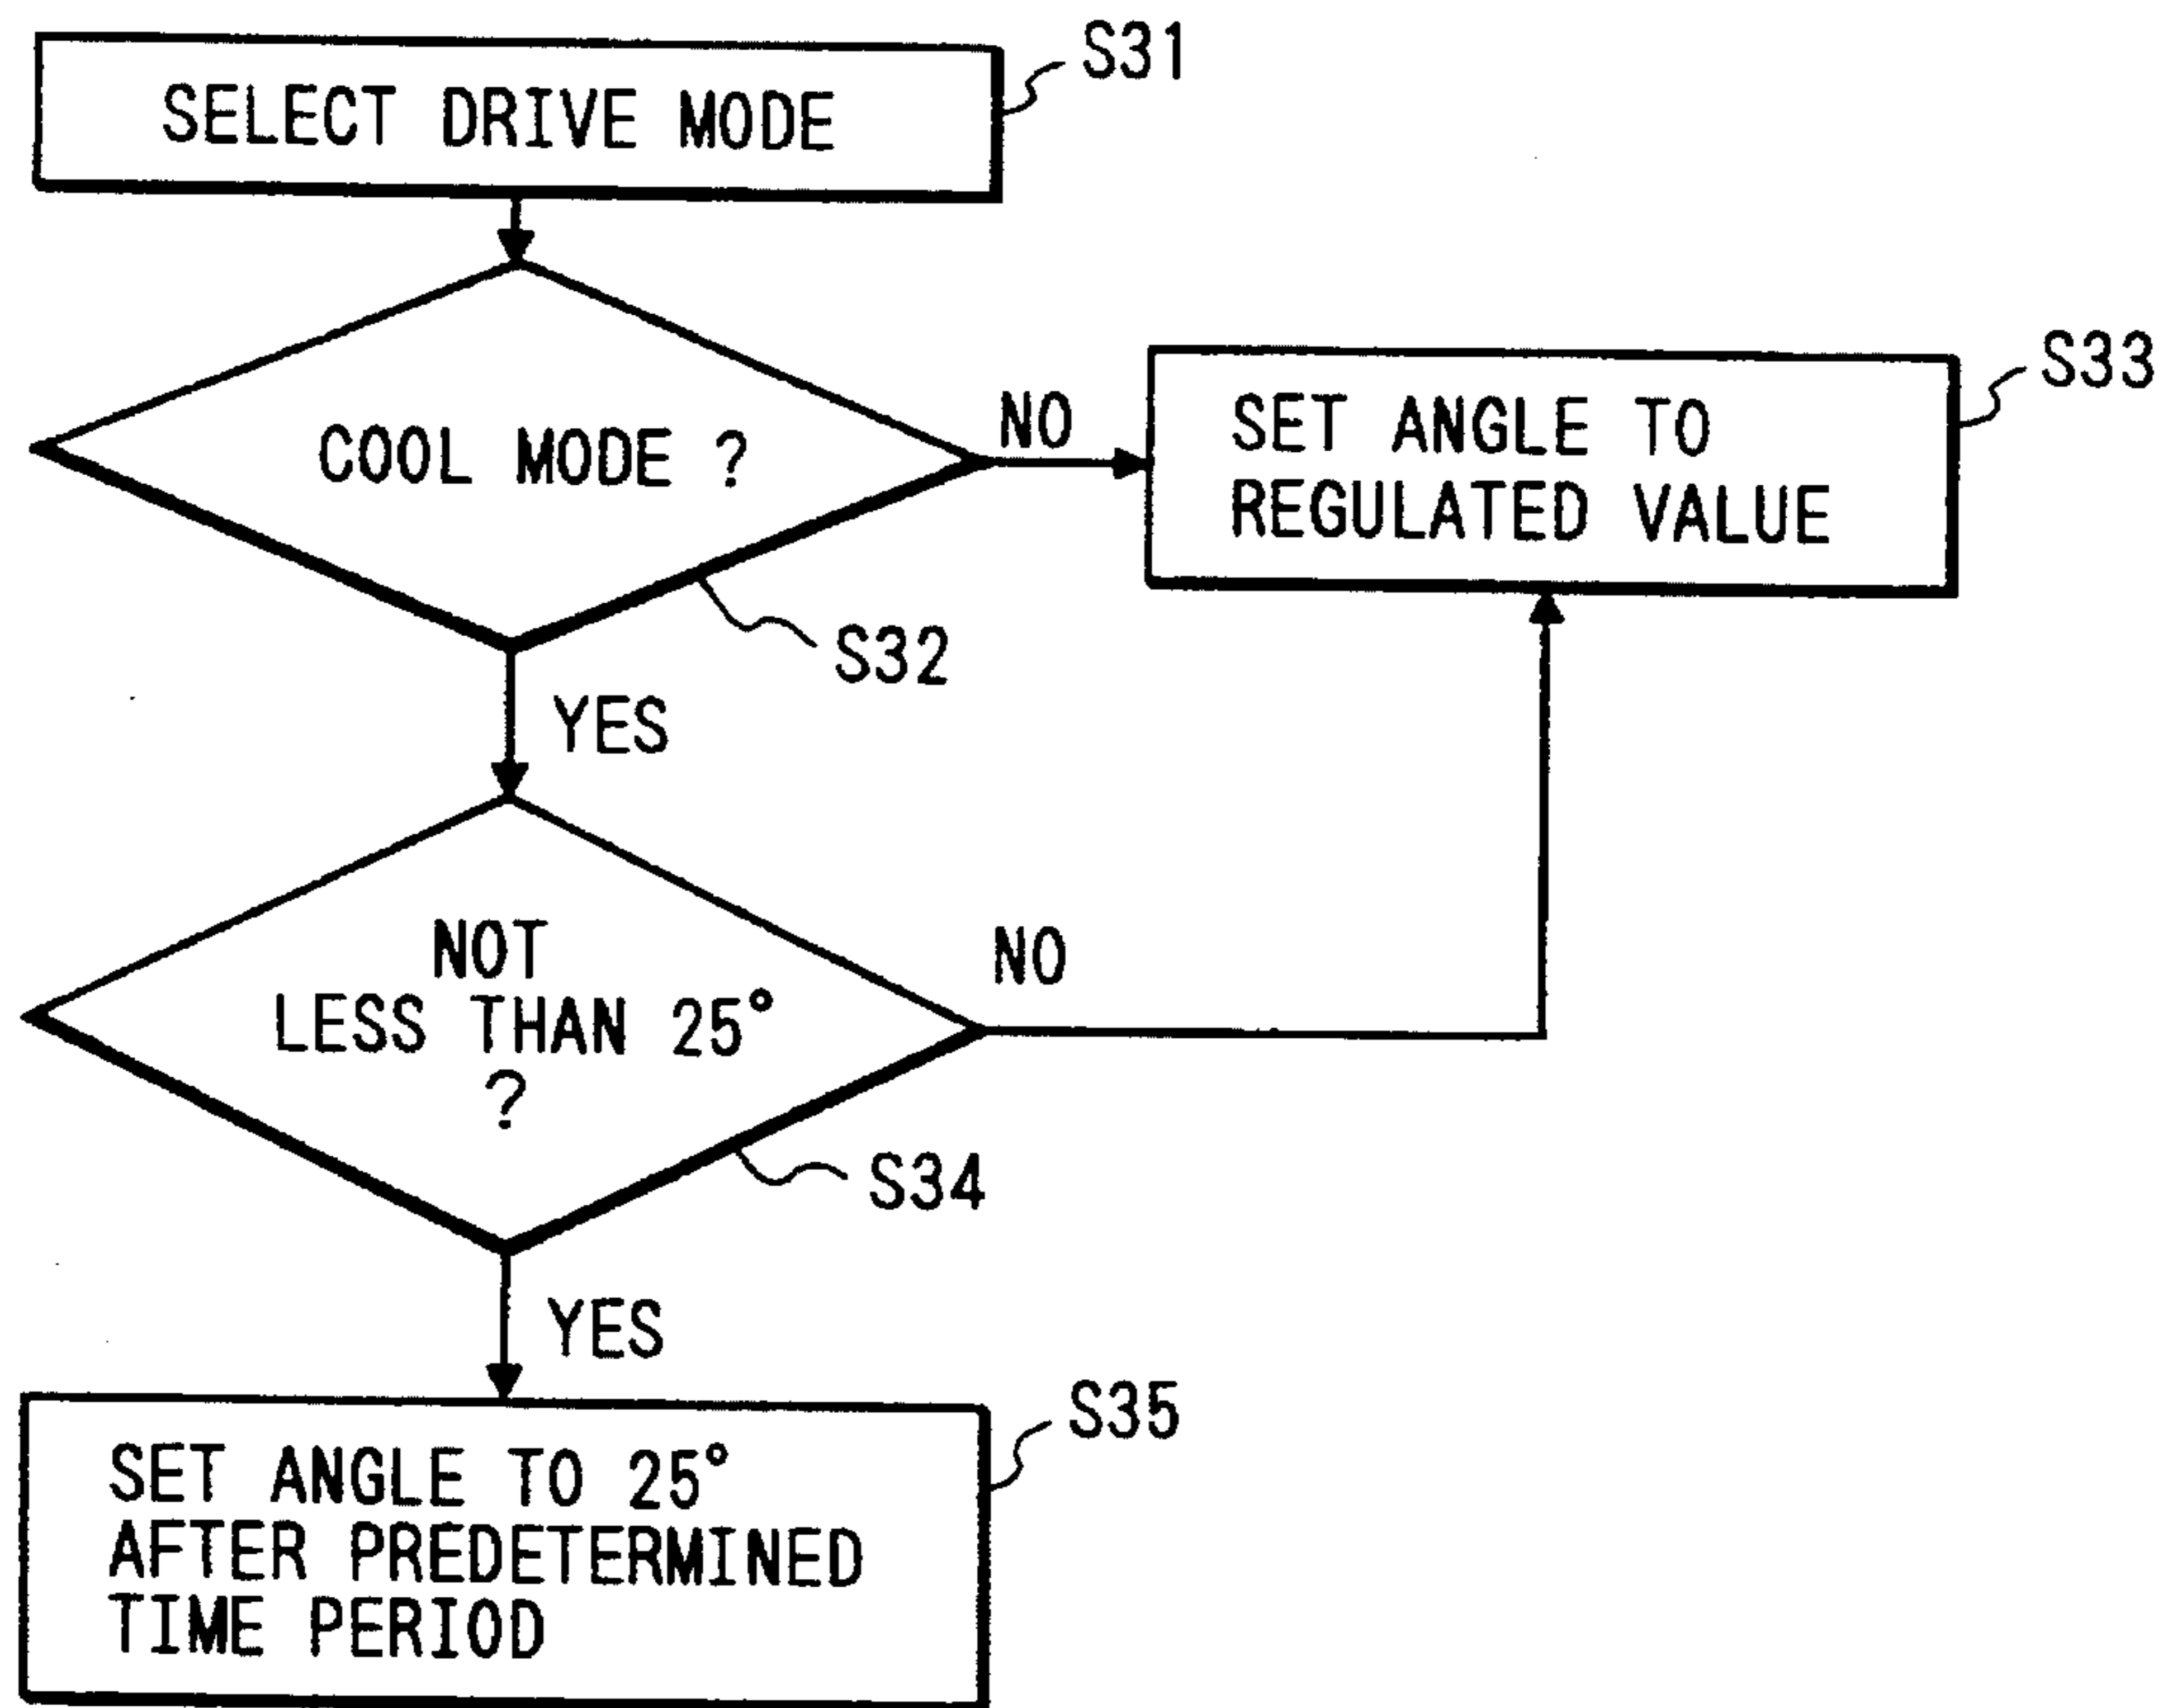 S31
SELECT DRIVE MODE
COOL MODE ?
NO
S33
SET ANGLE TO
REGULATED VALUE
S32
YES
NOT
LESS THAN 25°
?
NO
S34
YES
S35
SET ANGLE TO 25°
AFTER PREDETERMINED
TIME PERIOD